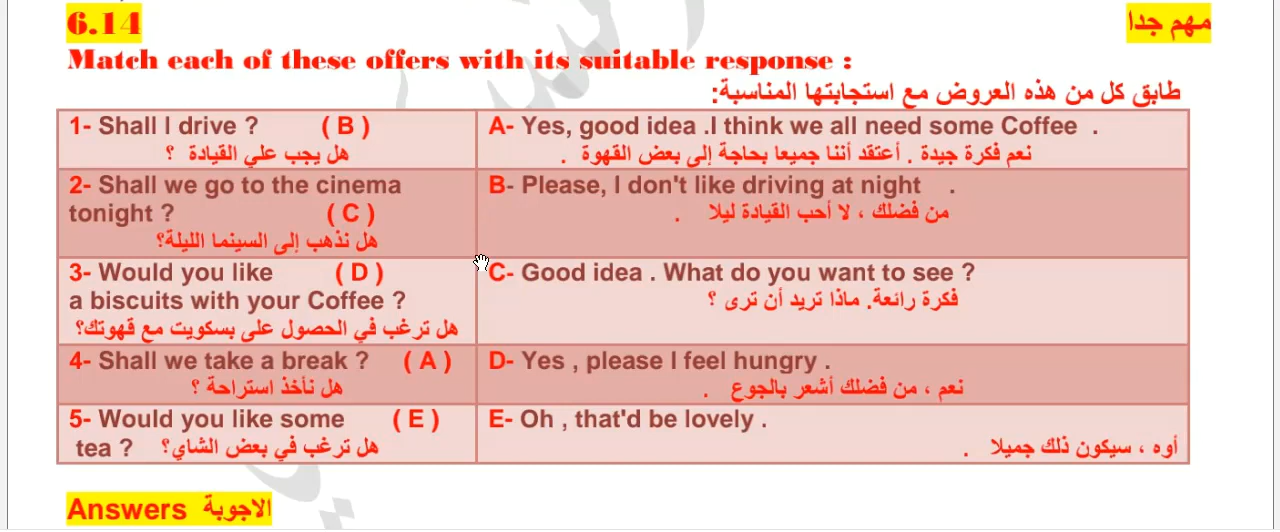 6.14 مهم جدا
Match each of these offers with its suitable response :
طابق كل من هذه العروض مع استجابتها المناسبة:
1- Shall I drive ? ( B )
هل يجب علي القيادة ؟
A- Yes, good idea .I think we all need some Coffee .
نعم فكرة جيدة . أعتقد أننا جميعا بحاجة إلى بعض القهوة .
2- Shall we go to the cinema
tonight ? ( C )
هل نذهب إلى السينما الليلة؟
B- Please, I don't like driving at night .
من فضلك ، لا أحب القيادة ليلا .
3- Would you like ( D )
a biscuits with your Coffee ?
هل ترغب في الحصول على بسكويت مع قهوتك؟
C- Good idea . What do you want to see ?
فكرة رائعة. ماذا تريد أن ترى ؟
4- Shall we take a break ? ( A )
هل نأخذ استراحة ؟
D- Yes , please I feel hungry .
نعم ، من فضلك أشعر بالجوع .
5- Would you like some ( E )
tea ? هل ترغب في بعض الشاي؟
E- Oh , that'd be lovely .
أوه ، سيكون ذلك جميلا .
Answers الاجوبة